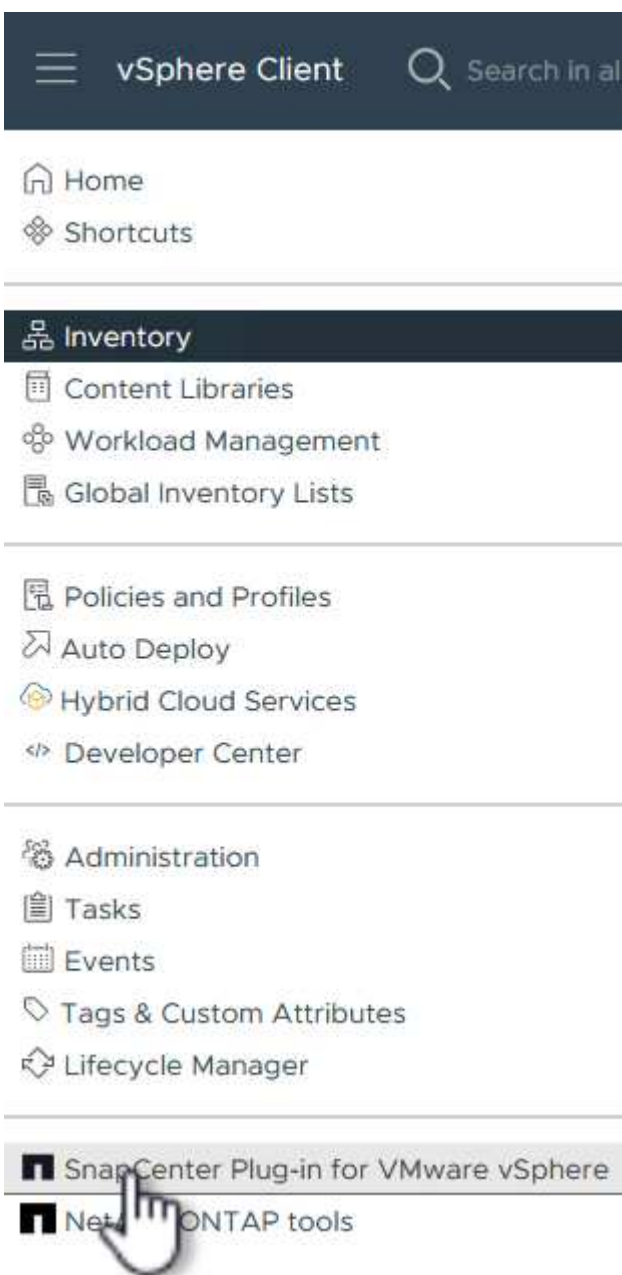 vSphere Client
Search in al
Home
Shortcuts
Inventory
Content Libraries
Workload Management
Global Inventory Lists
Policies and Profiles
Auto Deploy
Hybrid Cloud Services
</> Developer Center
Administration
Tasks
Events
Tags & Custom Attributes
Lifecycle Manager
SnapCenter Plug-in for VMware vSphere
ONTAP tools